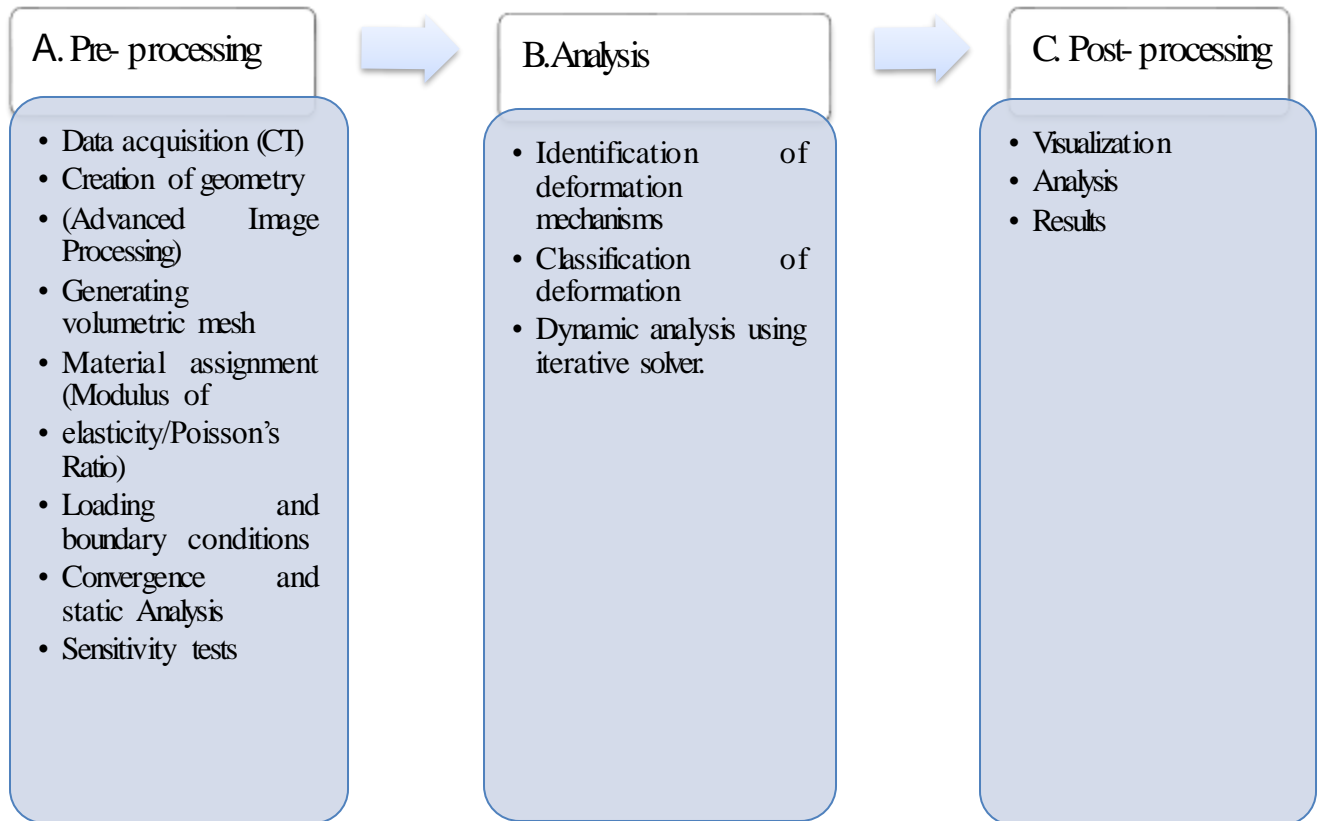 A. Pre- processing
• Data acquisition (CT)
• Creation of geometry
• (Advanced Image
Processing)
• Generating
volumetric mesh
• Material assignment
(Modulus of
• elasticity/Poisson’s
Ratio)
• Loading and
boundary conditions
• Convergence and
static Analysis
• Sensitivity tests
B.Analysis
• Identification of
deformation
mechanisms
• Classification of
deformation
• Dynamic analysis using
iterative solver.
C. Post- processing
• Visualization
• Analysis
• Results